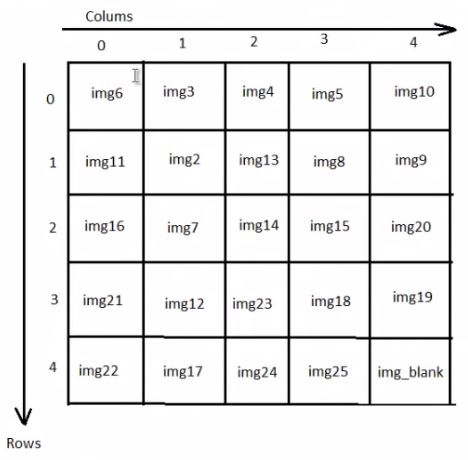 Colums
0 1 2 3 4
0 img6 img3 img4 img5 img10
1 img11 img2 img13 img8 img9
2 img16 img7 img14 img15 img20
3 img21 img12 img23 img18 img19
4 img22 img17 img24 img25 img_blank
Rows